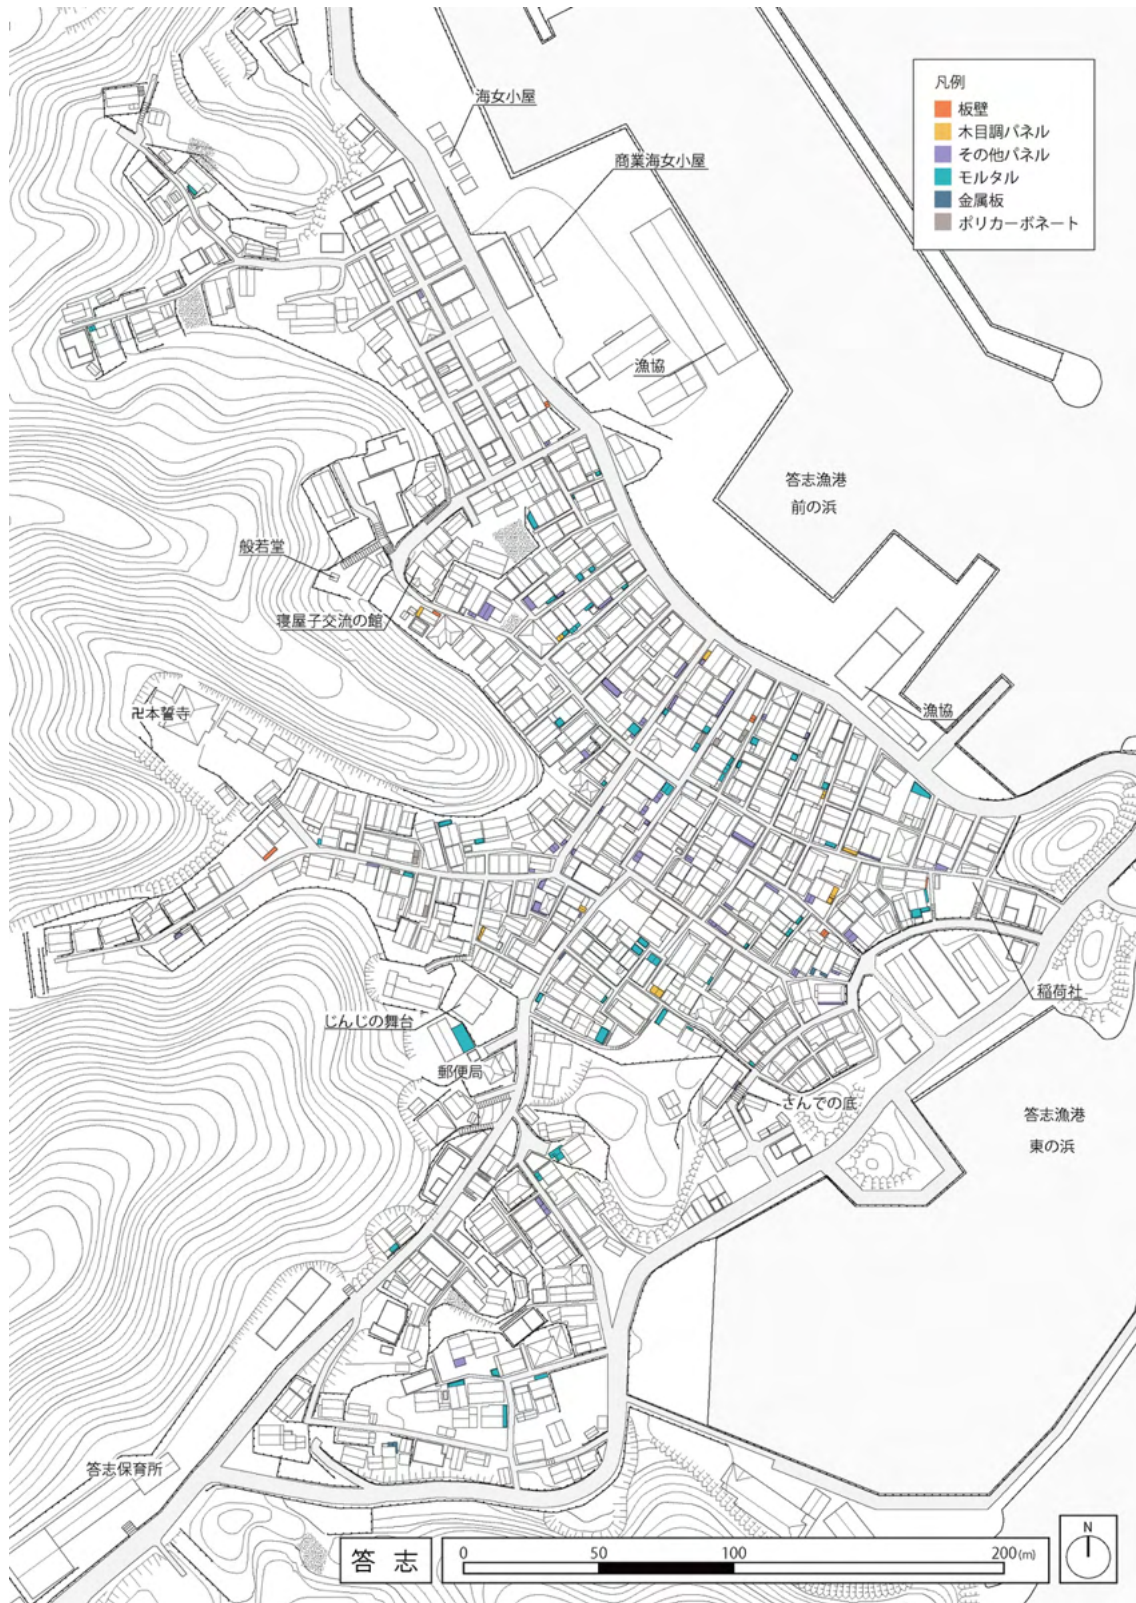 凡例
板壁
木目調パネル
その他パネル
モルタル
金属板
ポリカーボネート
海女小屋
商業海女小屋
漁協
答志漁港
前の浜
般若堂
寝屋子交流の館
卍本誓寺
漁協
稲荷社
じんじの舞台
郵便局
さんでの底
答志漁港
東の浜
答志保育所
答 志
0 50 100 200(m)
N